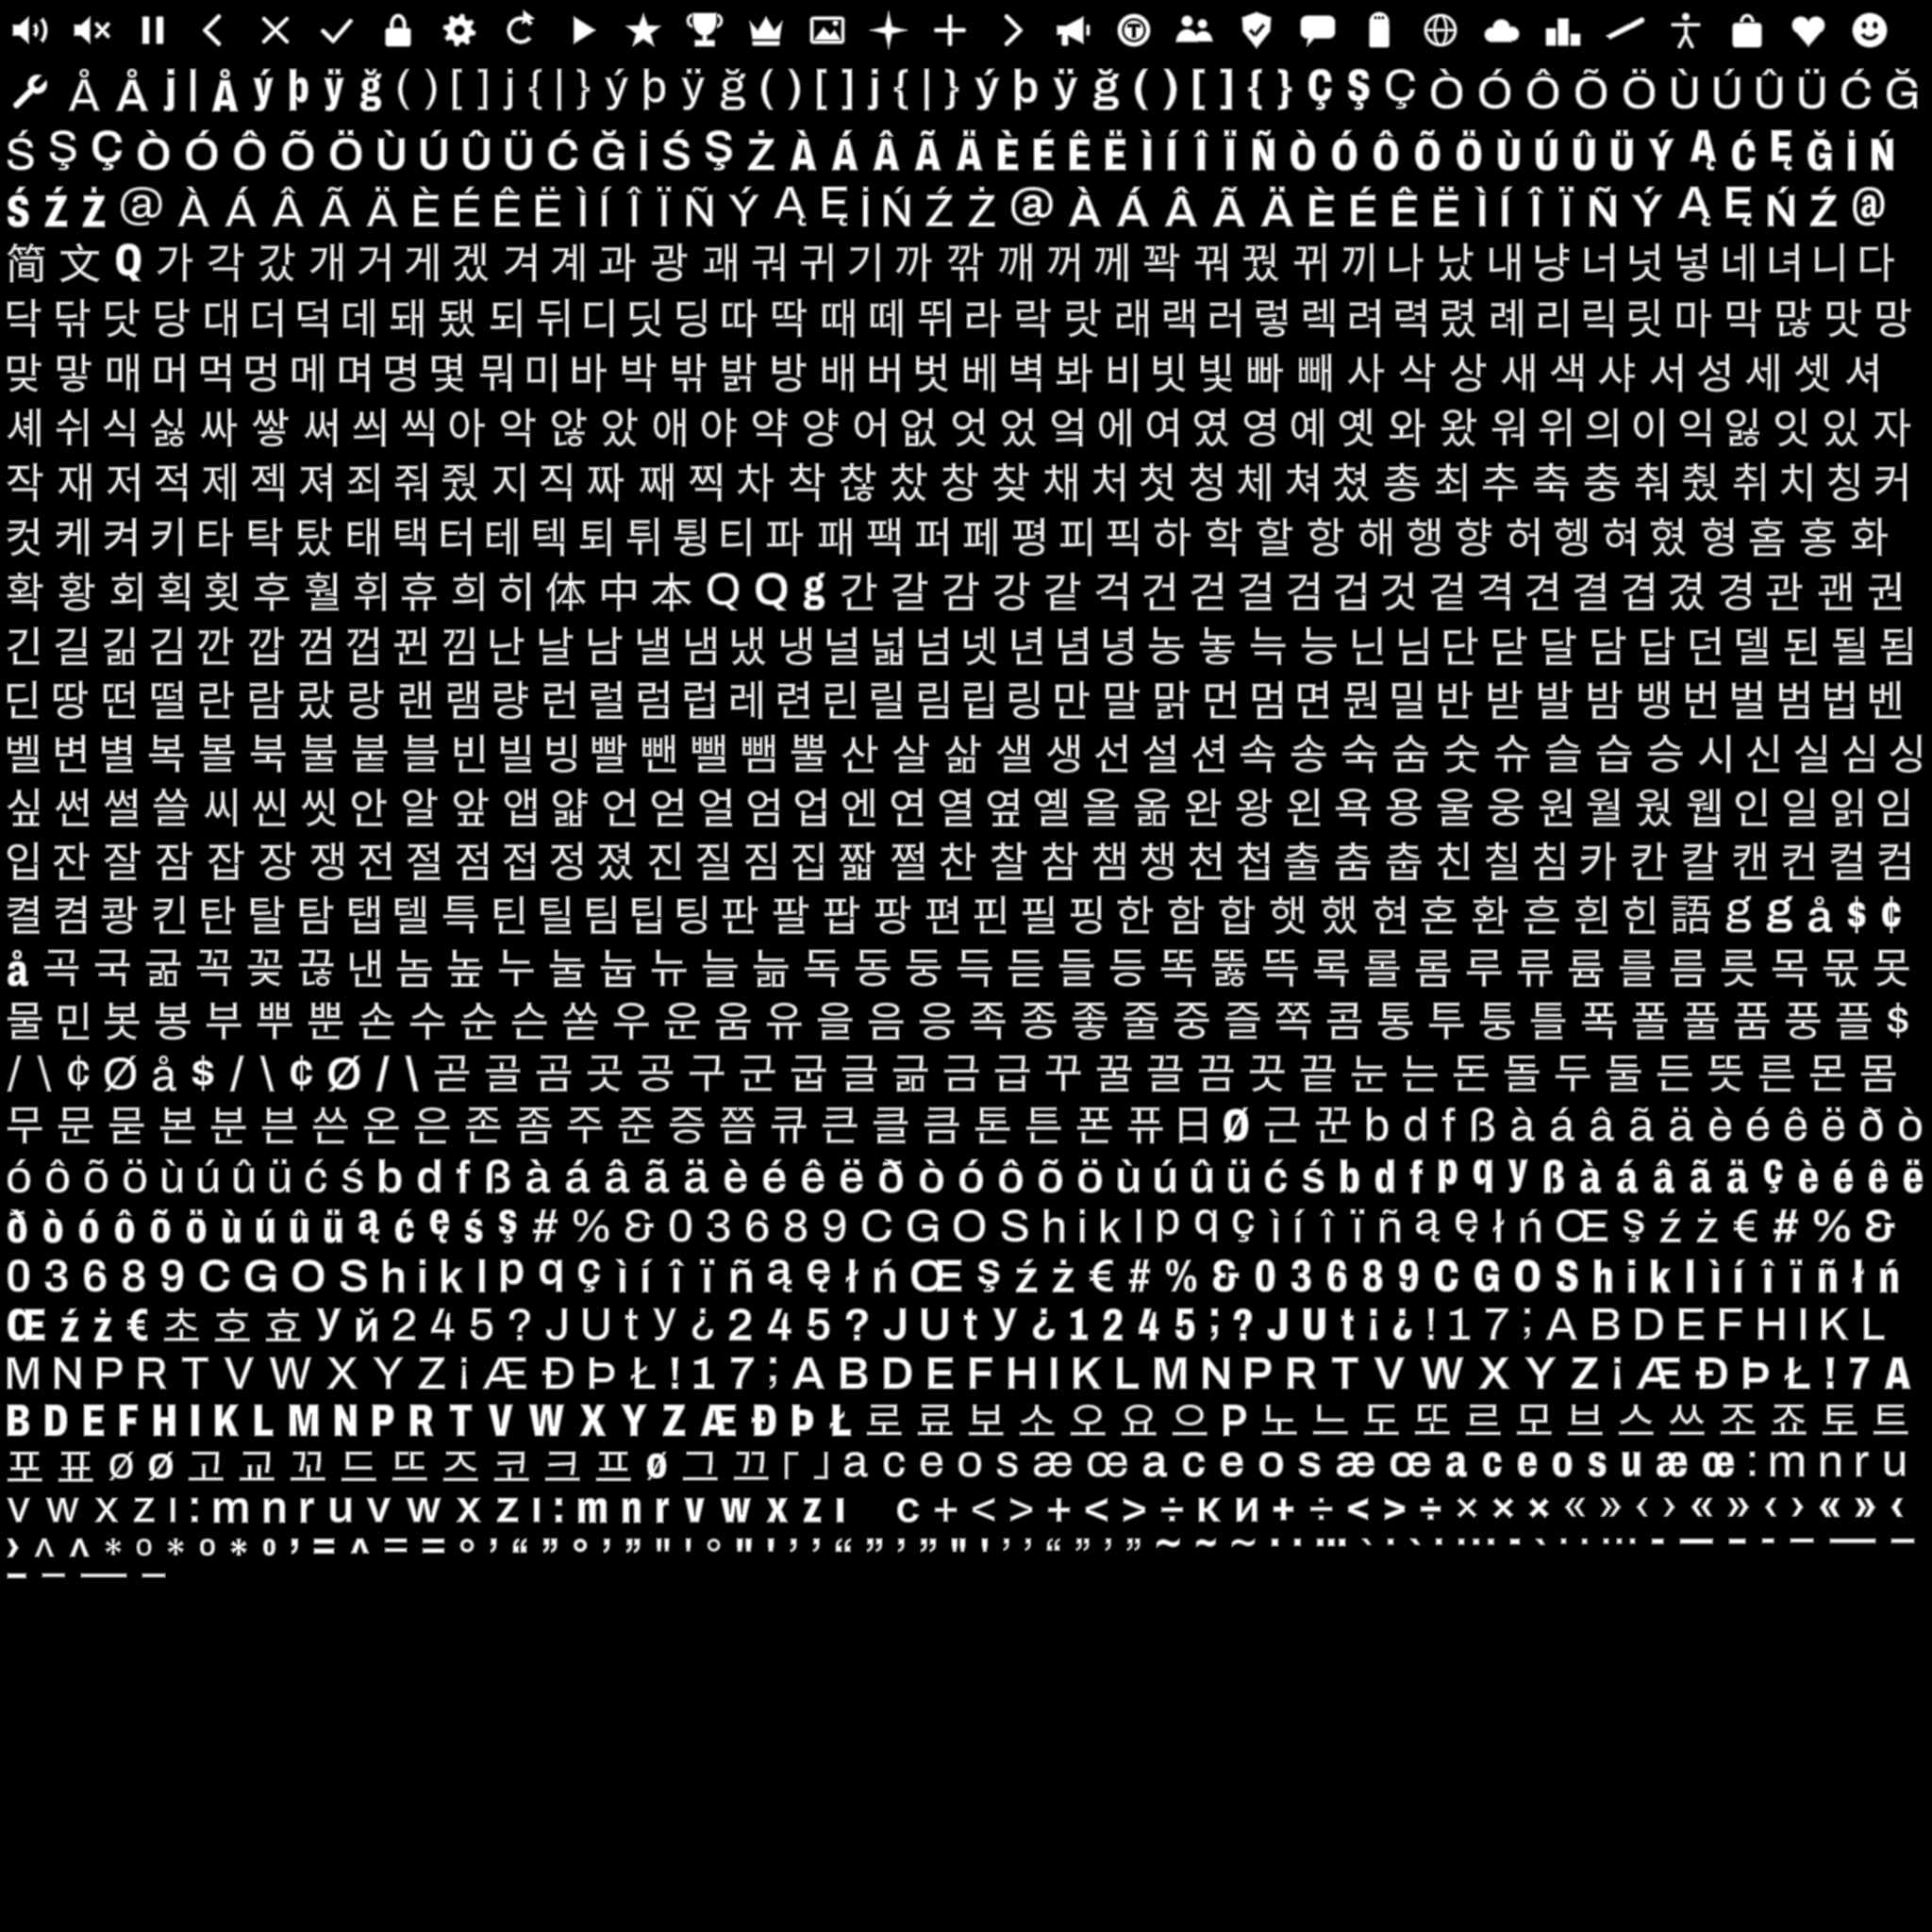 Å Å j | Å ý þ ÿ ğ ( ) [ ] j { | } ý þ ÿ ğ ( ) [ ] j { | } ý þ ÿ ğ ( ) [ ] { } Ç Ş Ç Ò Ó Ô Õ Ö Ù Ú Û Ü Ć Ğ
Ś Ş Ç Ò Ó Ô Õ Ö Ù Ú Û Ü Ć Ğ İ Ś Ş Ż À Á Â Ã Ä È É Ê Ë Ì Í Î Ï Ñ Ò Ó Ô Õ Ö Ù Ú Û Ü Ý Ą Ć Ę Ğ İ Ń
Ś Ź Ż @ À Á Â Ã Ä È É Ê Ë Ì Í Î Ï Ñ Ý Ą Ę İ Ń Ź Ż @ À Á Â Ã Ä È É Ê Ë Ì Í Î Ï Ñ Ý Ą Ę Ń Ź @
简 文 Q 가 각 갔 개 거 게 겠 겨 계 과 광 괘 궈 귀 기 까 깎 깨 꺼 께 꽉 꿔 꿨 뀌 끼 나 났 내 냥 너 넛 넣 네 녀 니 다
닥 닦 닷 당 대 더 덕 데 돼 됐 되 뒤 디 딧 딩 따 딱 때 떼 뛰 라 락 랏 래 랙 러 렇 렉 려 력 렸 례 리 릭 릿 마 막 많 맛 망
맞 맣 매 머 먹 멍 메 며 명 몇 뭐 미 바 박 밖 밝 방 배 버 벗 베 벽 봐 비 빗 빛 빠 빼 사 삭 상 새 색 샤 서 성 세 셋 셔
셰 쉬 식 싫 싸 쌓 써 씌 씩 아 악 않 았 애 야 약 양 어 없 엇 었 엌 에 여 였 영 예 옛 와 왔 워 위 의 이 익 잃 잇 있 자
작 재 저 적 제 젝 져 죄 줘 줬 지 직 짜 째 찍 차 착 찮 찼 창 찾 채 처 첫 청 체 쳐 쳤 총 최 추 축 충 춰 췄 취 치 칭 커
컷 케 켜 키 타 탁 탔 태 택 터 테 텍 퇴 튀 튕 티 파 패 팩 퍼 페 평 피 픽 하 학 할 항 해 행 향 허 헹 혀 혔 형 홈 홍 화
확 황 회 획 횟 후 훨 휘 휴 희 히 体 中 本 Q Q g 간 갈 감 강 같 걱 건 걷 걸 검 겁 것 겉 격 견 결 겹 겼 경 관 괜 권
긴 길 긺 김 깐 깝 껌 껍 뀐 낌 난 날 남 낼 냄 냈 냉 널 넓 넘 넷 년 념 녕 농 놓 늑 능 닌 님 단 닫 달 담 답 던 델 된 될 됨
딘 땅 떤 떨 란 람 랐 랑 랜 램 량 런 럴 럼 럽 레 련 린 릴 림 립 링 만 말 맑 먼 멈 면 뭔 밀 반 받 발 밤 뱅 번 벌 범 법 벤
벨 변 별 복 볼 북 불 붙 블 빈 빌 빙 빨 뺀 뺄 뺌 뿔 산 살 삶 샐 생 선 설 션 속 송 숙 숨 숫 슈 슬 습 승 시 신 실 심 싱
싶 썬 썰 쓸 씨 씬 씻 안 알 앞 앱 얇 언 얻 얼 엄 업 엔 연 열 옆 옐 올 옮 완 왕 왼 욕 용 울 웅 원 월 웠 웹 인 일 읽 임
입 잔 잘 잠 잡 장 쟁 전 절 점 접 정 졌 진 질 짐 집 짧 쩔 찬 찰 참 챔 챙 천 첩 출 춤 춥 친 칠 침 카 칸 칼 캔 컨 컬 컴
켤 켬 쾅 킨 탄 탈 탐 탭 텔 특 틴 틸 팀 팁 팅 판 팔 팝 팡 편 핀 필 핑 한 함 합 햇 했 현 혼 환 흔 흰 힌 語 g g å $ ¢
å 곡 국 굶 꼭 꽂 끊 낸 놈 높 누 눌 눕 뉴 늘 늚 독 동 둥 득 듣 들 등 똑 뚫 뜩 록 롤 롬 루 류 륨 를 름 릇 목 몫 못
물 민 봇 봉 부 뿌 뿐 손 수 순 슨 쏟 우 운 움 유 을 음 응 족 종 좋 줄 중 즐 쪽 콤 통 투 퉁 틀 폭 폴 풀 품 풍 플 $
/ \ ¢ Ø å $ / \ ¢ Ø / \ 곧 골 곰 곳 공 구 군 굽 글 긂 금 급 꾸 꿀 끌 끔 끗 끝 눈 는 돈 돌 두 둘 든 뜻 른 몬 몸
무 문 묻 본 분 븐 쓴 온 은 존 좀 주 준 증 쯤 큐 큰 클 큼 톤 튼 폰 퓨 日 Ø 근 꾼 b d f ß à á â ã ä è é ê ë ð ò
ó ô õ ö ù ú û ü ć ś b d f ß à á â ã ä è é ê ë ð ò ó ô õ ö ù ú û ü ć ś b d f p q y ß à á â ã ä ç è é ê ë
ð ò ó ô õ ö ù ú û ü ą ć ę ś ş # % & 0 3 6 8 9 C G O S h i k l p q ç ì í î ï ñ ą ę ł ń Œ ş ź ż € # % &
0 3 6 8 9 C G O S h i k l p q ç ì í î ï ñ ą ę ł ń Œ ş ź ż € # % & 0 3 6 8 9 C G O S h i k l ì í î ï ñ ł ń
Œ ź ż € 초 호 효 У й 2 4 5 ? J U t y ¿ 2 4 5 ? J U t y ¿ 1 2 4 5 ; ? J U t ¡ ¿ ! 1 7 ; A B D E F H I K L
M N P R T V W X Y Z ¡ Æ Ð Þ Ł ! 1 7 ; A B D E F H I K L M N P R T V W X Y Z ¡ Æ Ð Þ Ł ! 7 A
B D E F H I K L M N P R T V W X Y Z Æ Ð Þ Ł 로 료 보 소 오 요 으 Р 노 느 도 또 르 모 브 스 쓰 조 죠 토 트
포 표 ø ø 고 교 꼬 드 뜨 즈 코 크 프 ø 그 끄 「 」 a c e o s æ œ a c e o s æ œ a c e o s u æ œ : m n r u
v w x z ı : m n r u v w x z ı : m n r v w x z ı с + < > + < > ÷ к и + ÷ < > ÷ × × × « » ‹ › « » ‹ › « » ‹
› ^ ^ * º * º * º ’ = ^ = = ° ’ “ ” ° ’ ” " ' ° " ' ’ ’ “ ” ’ ” " ' ’ ’ “ ” ’ ” ~ ~ ~